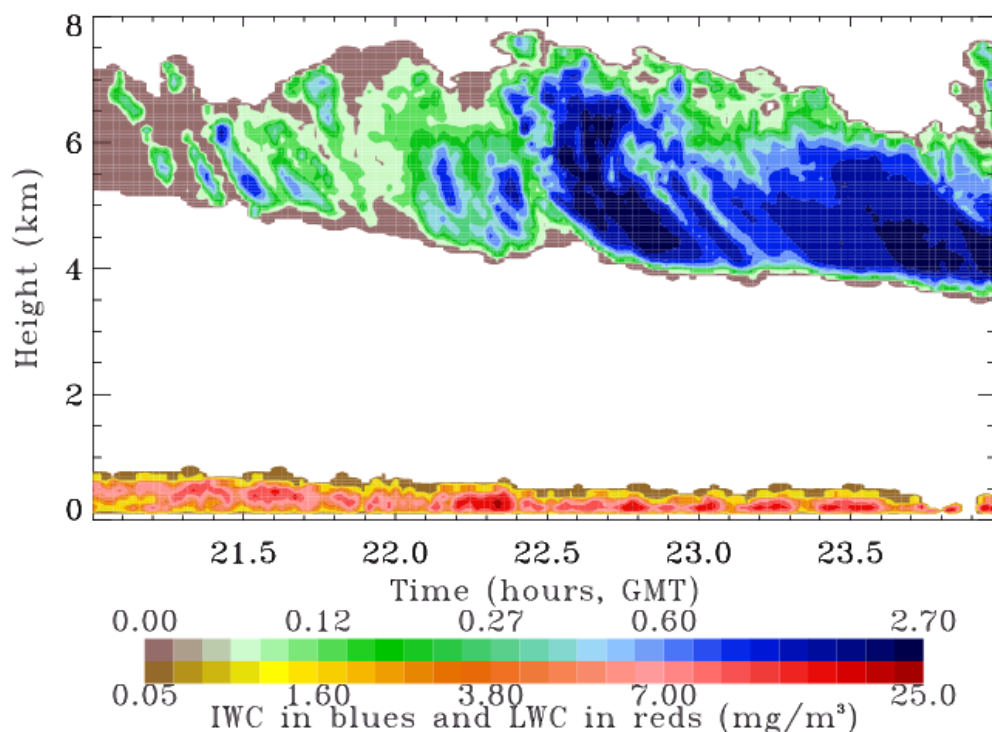 8
6
4
2
0
Height (km)
21.5 22.0 22.5 23.0 23.5
Time (hours, GMT)
0.00 0.12 0.27 0.60 2.70
0.05 1.60 3.80 7.00 25.0
IWC in blues and LWC in reds (mg/m³)